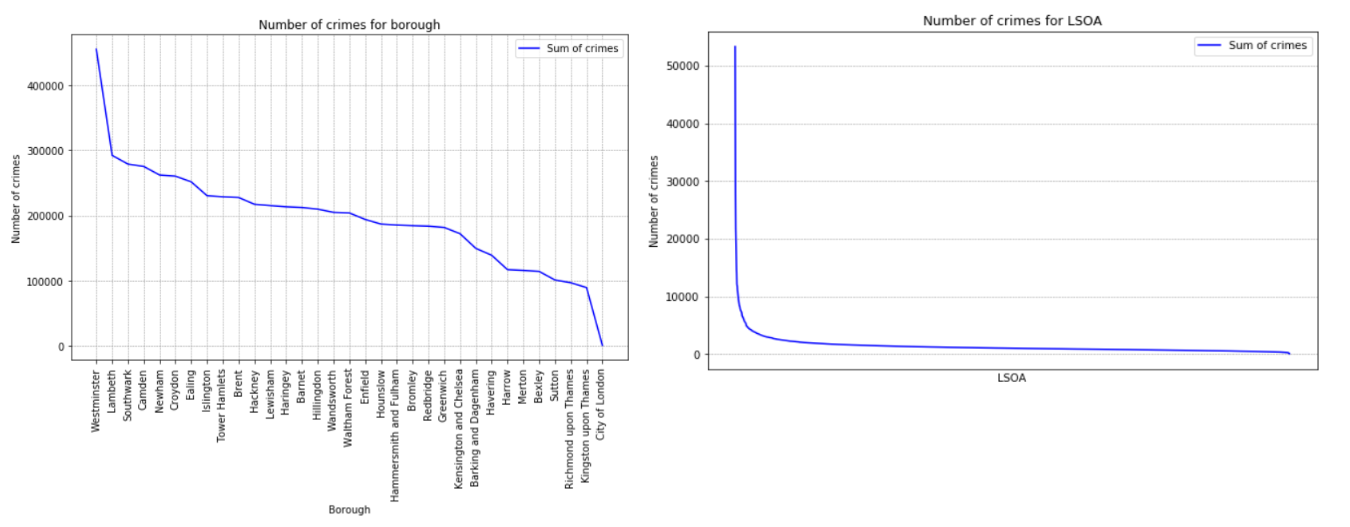 Number of crimes for borough
Sum of crimes
Number of crimes
400000
300000
200000
100000
0
Westminster
Lambeth
Southwark
Camden
Newham
Croydon
Ealing
Islington
Tower Hamlets
Brent
Hackney
Lewisham
Haringey
Barnet
Hillingdon
Wandsworth
Waltham Forest
Enfield
Hounslow
Hammersmith and Fulham
Bromley
Redbridge
Greenwich
Kensington and Chelsea
Barking and Dagenham
Havering
Harrow
Merton
Bexley
Sutton
Richmond upon Thames
Kingston upon Thames
City of London
Borough
Number of crimes for LSOA
Sum of crimes
Number of crimes
50000
40000
30000
20000
10000
0
LSOA